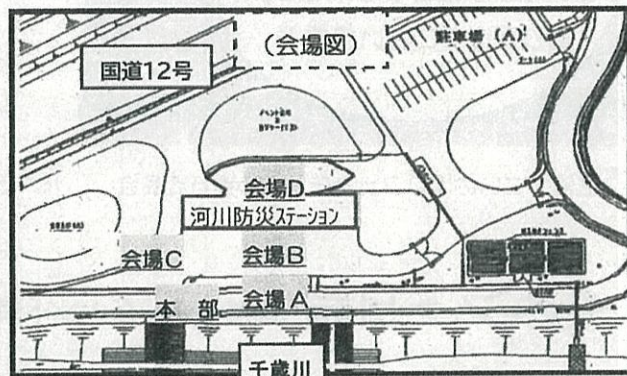 (会場図)
駐車場 (A)
国道12号
会場D
河川防災ステーション
会場C
会場B
本 部
会場A
千歳川